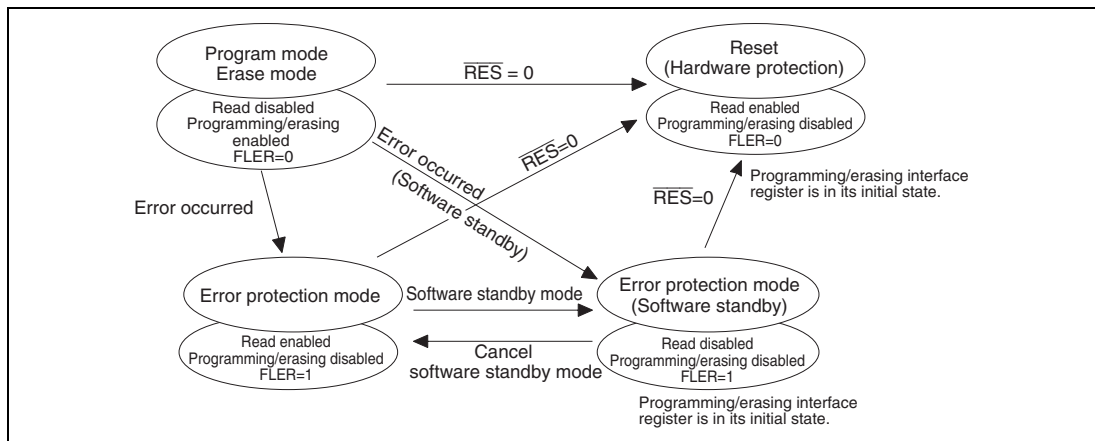 Program mode
Erase mode
Read disabled
Programming/erasing
enabled
FLER=0
RES = 0
Reset
(Hardware protection)
Read enabled
Programming/erasing disabled
FLER=0
Programming/erasing interface
register is in its initial state.
Error occurred
Error occurred
(Software standby)
RES=0
RES=0
Error protection mode
Read enabled
Programming/erasing disabled
FLER=1
Software standby mode
Cancel
software standby mode
Error protection mode
(Software standby)
Read disabled
Programming/erasing disabled
FLER=1
Programming/erasing interface
register is in its initial state.